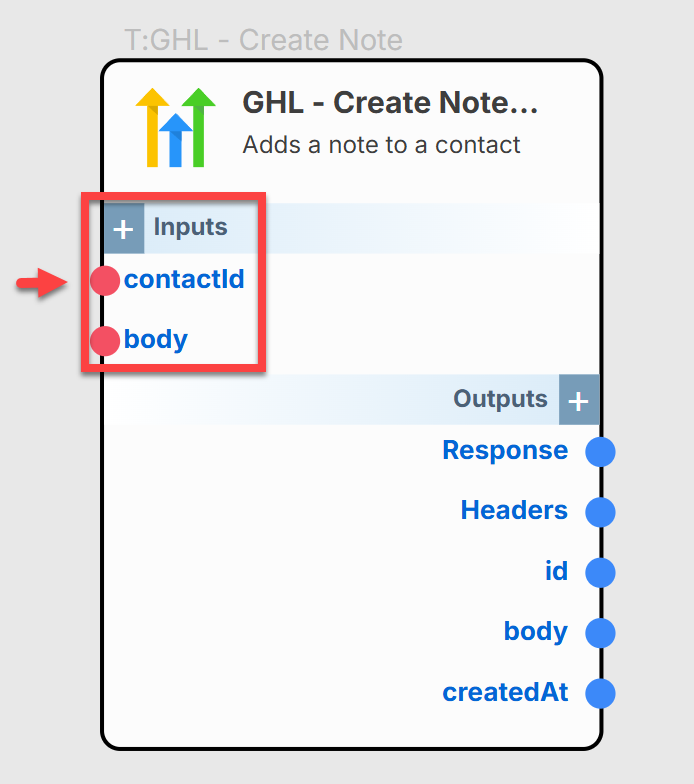 T:GHL - Create Note
GHL - Create Note...
Adds a note to a contact
+ Inputs
contactId
body
Outputs +
Response
Headers
id
body
createdAt